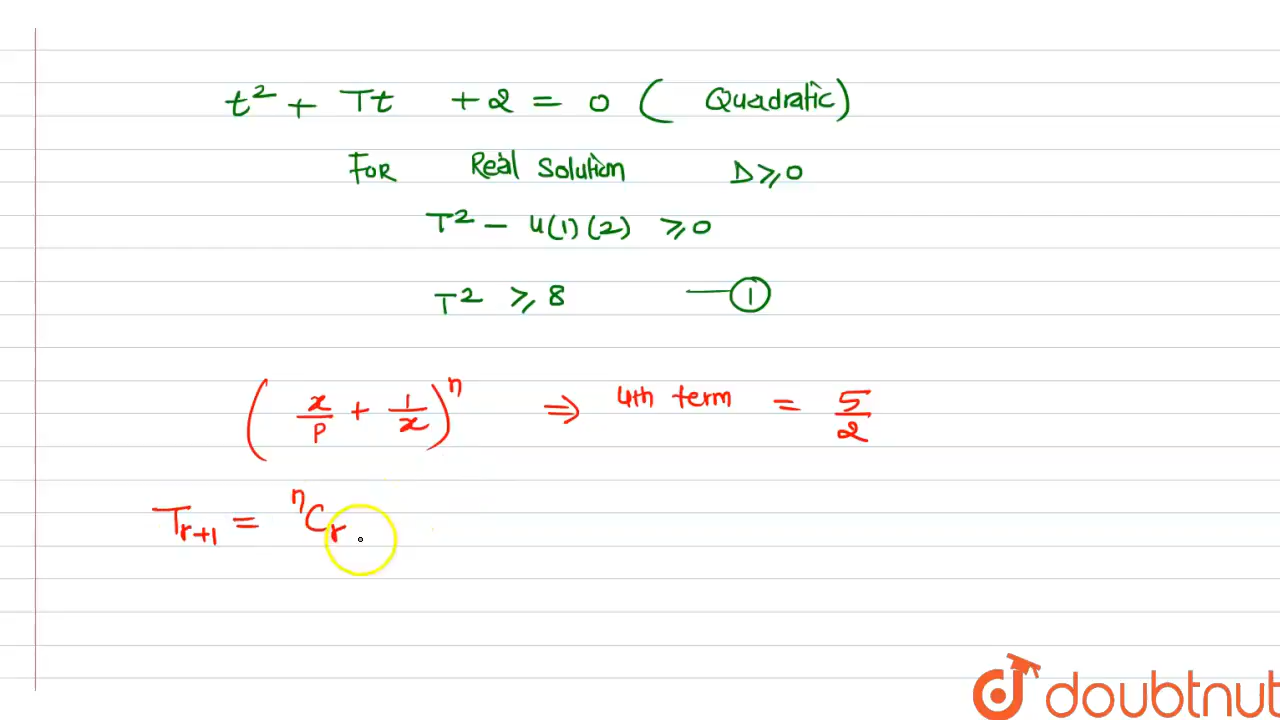 t² + Tt + 2 = 0 ( Quadratic)
FOR Real Solution D ⩾ 0
T² - 4(1)(2) ⩾ 0
T² ⩾ 8 —①
(x/p + 1/x)ⁿ ⇒ 4th term = 5/2
Tᵣ₊₁ = ⁿCᵣ
doubtnut